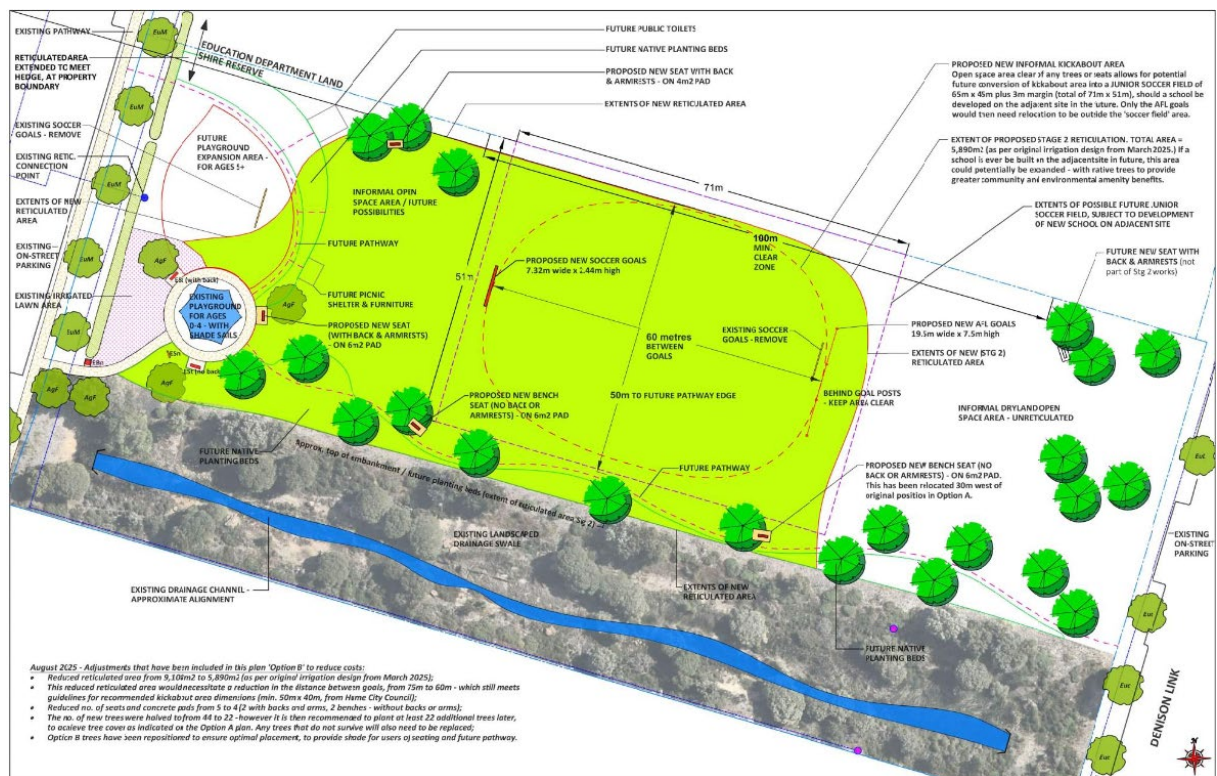 EXISTING PATHWAY
RETICULATED AREA
EXTENDED TO MEET
HEDGE, AT PROPERTY
BOUNDARY
EXISTING SOCCER
GOALS - REMOVE
EXISTING RETIC.
CONNECTION
POINT
EXTENTS OF NEW
RETICULATED
AREA
EXISTING
ON-STREET
PARKING
EXISTING IRRIGATED
LAWN AREA
EuM
EuM
EuM
EuM
EuM
AgF
AgF
AgF
AgF
AgF
EDUCATION DEPARTMENT LAND
SHIRE RESERVE
FUTURE
PLAYGROUND
EXPANSION AREA -
FOR AGES 5+
EXISTING
PLAYGROUND
FOR AGES
0-4 - WITH
SHADE SAILS
FUTURE PUBLIC TOILETS
FUTURE NATIVE PLANTING BEDS
PROPOSED NEW SEAT WITH BACK
& ARMRESTS - ON 4m2 PAD
EXTENTS OF NEW RETICULATED AREA
INFORMAL OPEN
SPACE AREA / FUTURE
POSSIBILITIES
FUTURE PATHWAY
FUTURE PICNIC
SHELTER & FURNITURE
PROPOSED NEW SEAT
(WITH BACK & ARMRESTS)
- ON 6m2 PAD
71m
51m
100m
MIN.
CLEAR
ZONE
PROPOSED NEW SOCCER GOALS
7.32m wide x 2.44m high
60 metres
BETWEEN
GOALS
EXISTING SOCCER
GOALS - REMOVE
50m TO FUTURE PATHWAY EDGE
BEHIND GOAL POSTS
- KEEP AREA CLEAR
PROPOSED NEW BENCH
SEAT (NO BACK OR
ARMRESTS) - ON 6m2 PAD
FUTURE PATHWAY
FUTURE NATIVE
PLANTING BEDS
Approx. top of embankment / future planting beds (extent of reticulated area Stg 2)
EXISTING LANDSCAPED
DRAINAGE SWALE
EXISTING DRAINAGE CHANNEL -
APPROXIMATE ALIGNMENT
EXTENTS OF NEW
RETICULATED AREA
PROPOSED NEW INFORMAL KICKABOUT AREA
Open space area clear of any trees or seats allows for potential
future conversion of kickabout area into a JUNIOR SOCCER FIELD of
65m x 45m plus 3m margin (total of 71m x 51m), should a school be
developed on the adjacent site in the future. Only the AFL goals
would then need relocation to be outside the 'soccer field' area.
EXTENT OF PROPOSED STAGE 2 RETICULATION. TOTAL AREA =
5,890m2 (as per original irrigation design from March 2025.) If a
school is ever be built on the adjacent site in future, this area
could potentially be expanded - with native trees to provide
greater community and environmental amenity benefits.
EXTENTS OF POSSIBLE FUTURE JUNIOR
SOCCER FIELD, SUBJECT TO DEVELOPMENT
OF NEW SCHOOL ON ADJACENT SITE
FUTURE NEW SEAT WITH
BACK & ARMRESTS (not
part of Stg 2 works)
PROPOSED NEW AFL GOALS
19.5m wide x 7.5m high
EXTENTS OF NEW (STG 2)
RETICULATED AREA
INFORMAL DRYLAND OPEN
SPACE AREA - UNRETICULATED
PROPOSED NEW BENCH SEAT (NO
BACK OR ARMRESTS) - ON 6m2 PAD.
This has been relocated 30m west of
original position in Option A.
FUTURE NATIVE
PLANTING BEDS
EXISTING
ON-STREET
PARKING
DENISON LINK
August 2025 - Adjustments that have been included in this plan 'Option B' to reduce costs:
• Reduced reticulated area from 9,104m2 to 5,890m2 (as per original irrigation design from March 2025);
• This reduced reticulated area would necessitate a reduction in the distance between goals, from 75m to 60m - which still meets
guidelines for recommended kickabout area dimensions (min. 50m x 40m, from Hume City Council);
• Reduced no. of seats and concrete pads from 5 to 4 (2 with backs and arms, 2 benches - without backs or arms);
• The no. of new trees were halved to from 44 to 22 - however it is then recommended to plant at least 22 additional trees later,
to achieve tree cover as indicated on the Option A plan. Any trees that do not survive will also need to be replaced;
• Option B trees have been repositioned to ensure optimal placement, to provide shade for users of seating and future pathway.